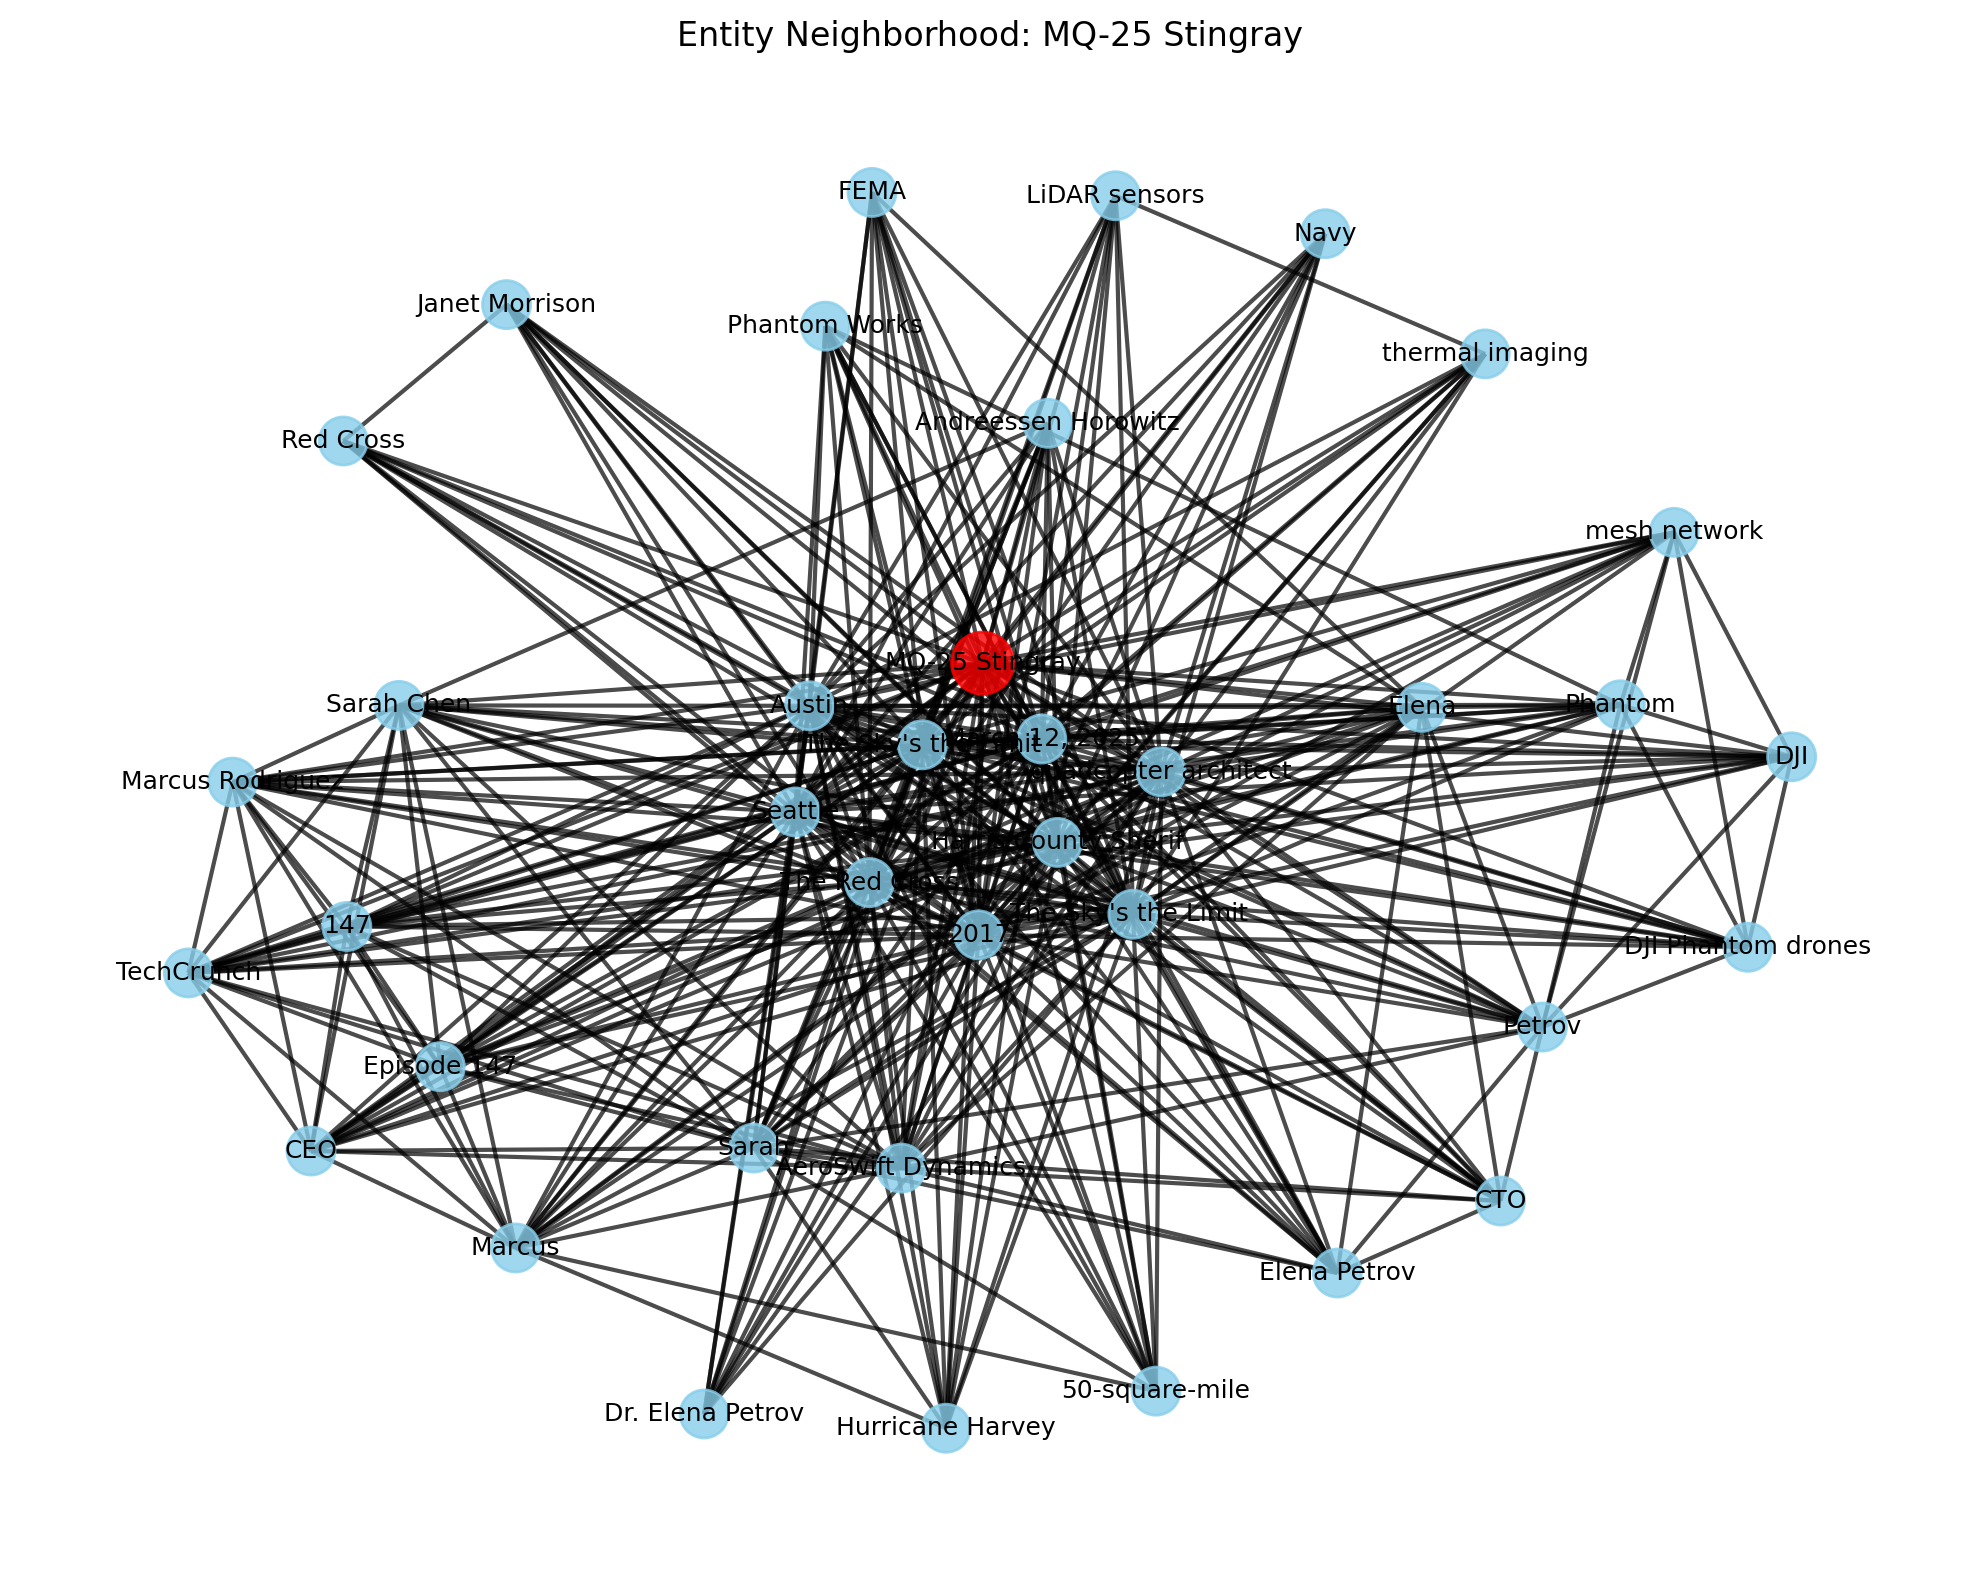 Entity Neighborhood: MQ-25 Stingray
FEMA
LiDAR sensors
Navy
Janet Morrison
Phantom Works
thermal imaging
Andreessen Horowitz
Red Cross
mesh network
MQ-25 Stingray
Sarah Chen
Austin
Elena
Phantom
12, 2023
The Sky's the Limit
DJI
architect
Marcus Rodrigue
Seattle
Harris County Sherif
The Red Cross
The Sky's the Limit
147
2017
DJI Phantom drones
TechCrunch
Petrov
Episode 147
Sarah
CEO
AeroSwift Dynamics
CTO
Marcus
Elena Petrov
50-square-mile
Dr. Elena Petrov
Hurricane Harvey